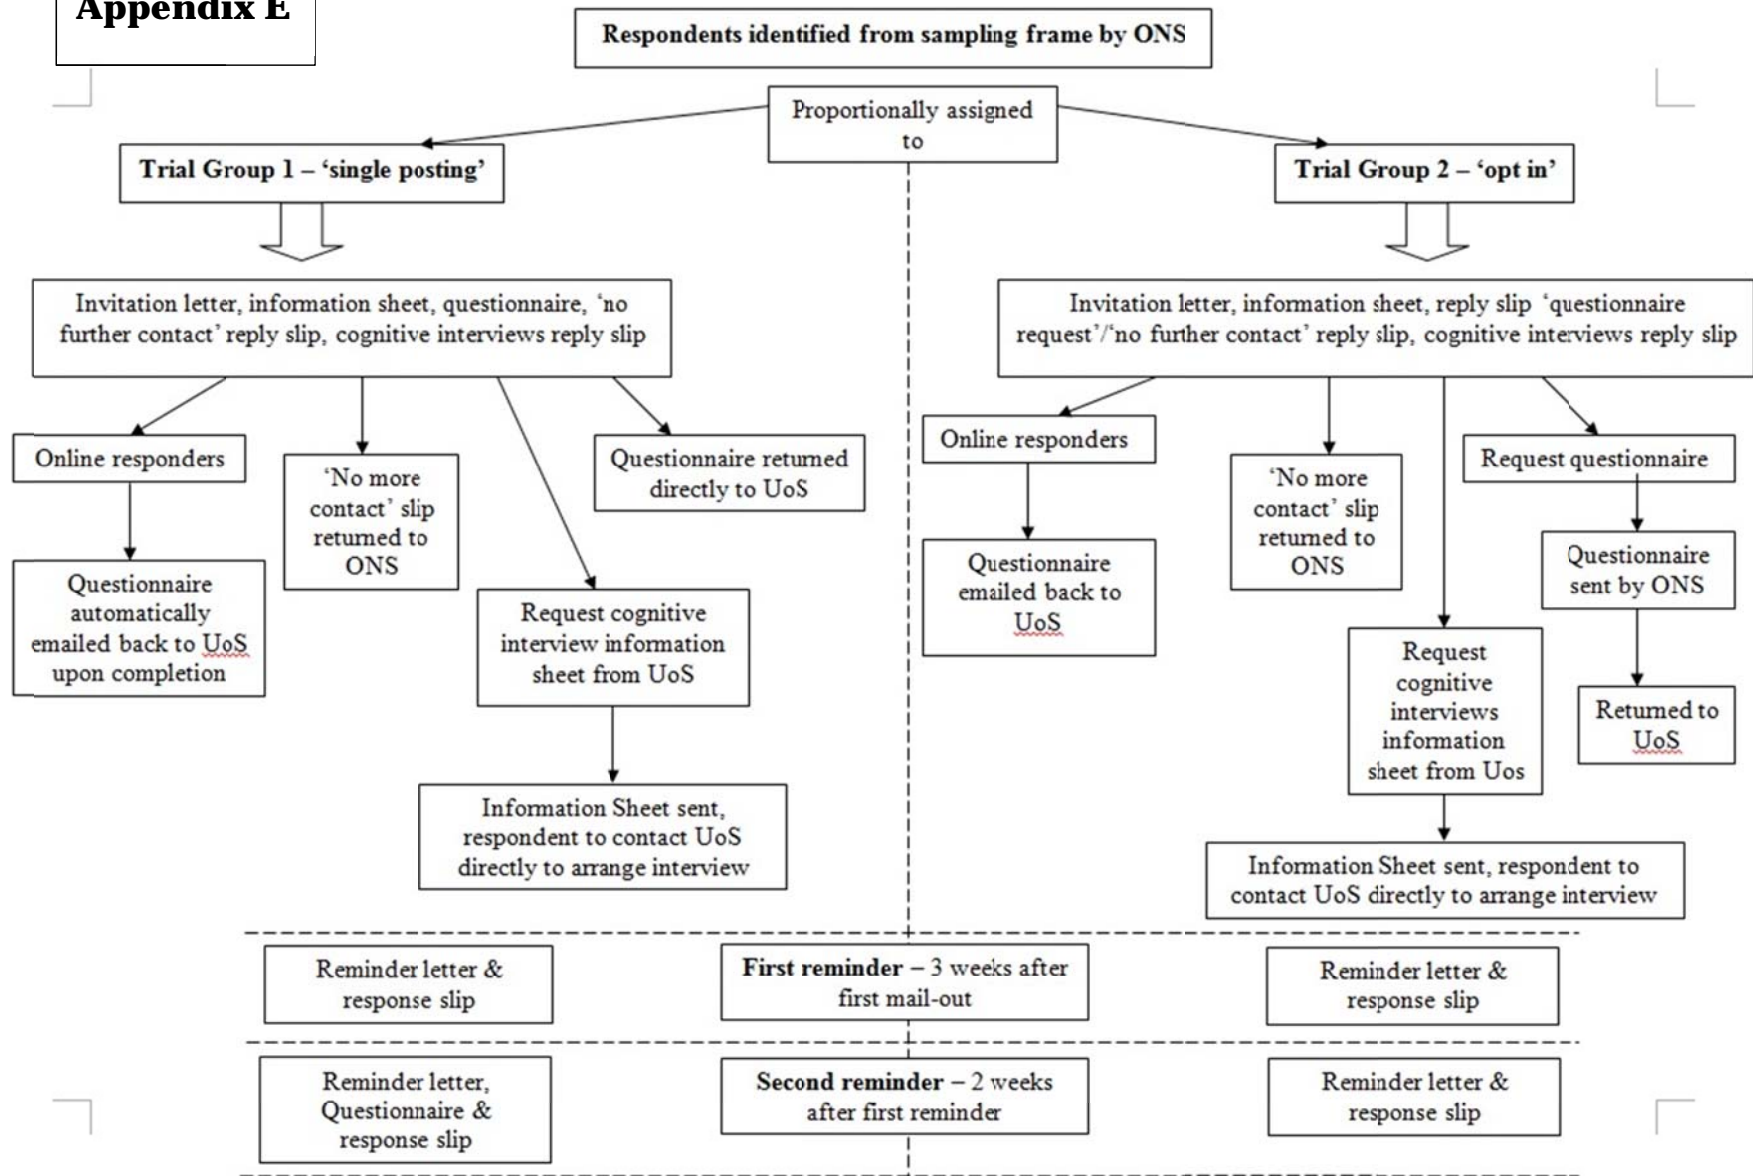 Appendix E
Respondents identified from sampling frame by ONS
Proportionally assigned
to
Trial Group 1 – ‘single posting’
Trial Group 2 – ‘opt in’
Invitation letter, information sheet, questionnaire, ‘no
further contact’ reply slip, cognitive interviews reply slip
Invitation letter, information sheet, reply slip ‘questionnaire
request’/‘no further contact’ reply slip, cognitive interviews reply slip
Online responders
‘No more
contact’ slip
returned to
ONS
Questionnaire returned
directly to UoS
Questionnaire
automatically
emailed back to UoS
upon completion
Request cognitive
interview information
sheet from UoS
Information Sheet sent,
respondent to contact UoS
directly to arrange interview
Online responders
‘No more
contact’ slip
returned to
ONS
Request questionnaire
Questionnaire
emailed back to
UoS
Questionnaire
sent by ONS
Request
cognitive
interviews
information
sheet from Uos
Returned to
UoS
Information Sheet sent, respondent to
contact UoS directly to arrange interview
Reminder letter &
response slip
First reminder – 3 weeks after
first mail-out
Reminder letter &
response slip
Reminder letter,
Questionnaire &
response slip
Second reminder – 2 weeks
after first reminder
Reminder letter &
response slip